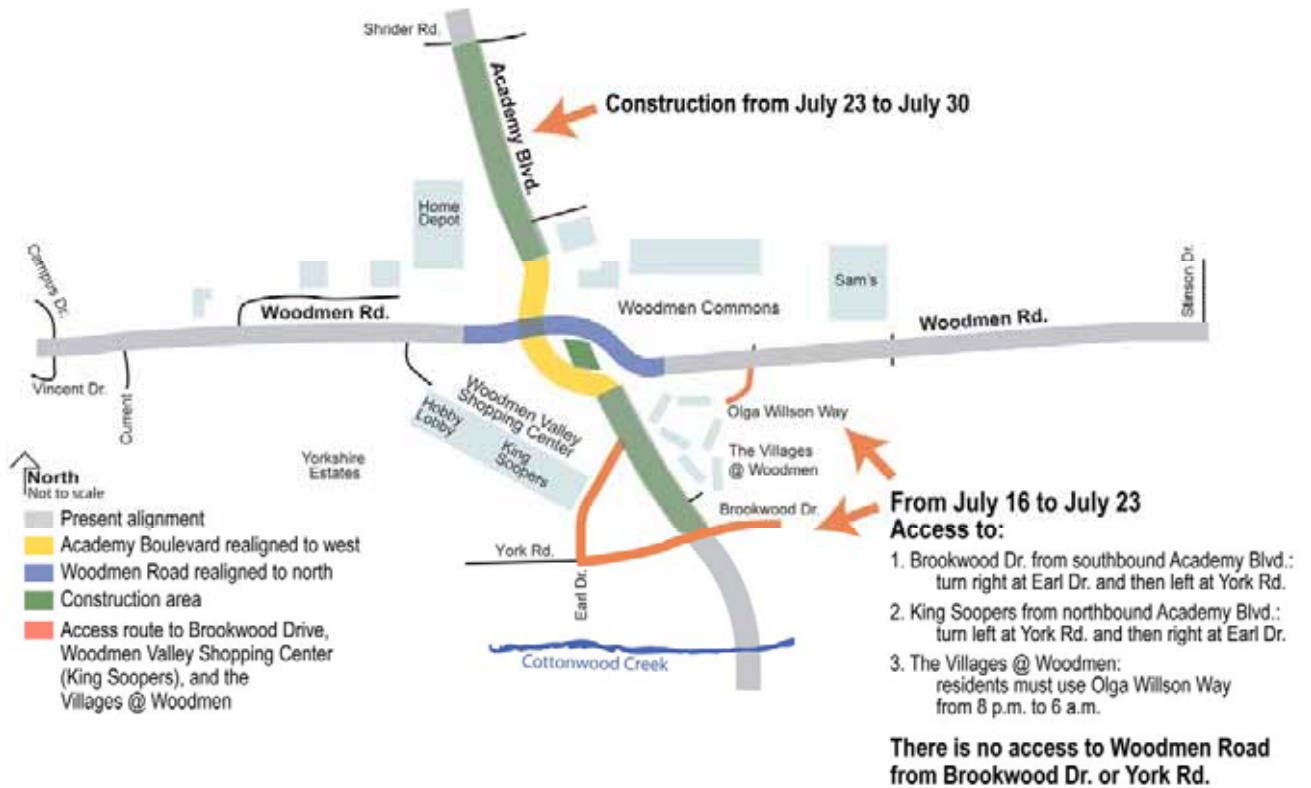 Shrider Rd.
Academy Blvd.
Construction from July 23 to July 30
Home
Depot
Campus Dr.
Woodmen Commons
Sam's
Stinson Dr.
Woodmen Rd.
Woodmen Rd.
Vincent Dr.
Current
Woodmen Valley
Shopping Center
Hobby
Lobby
King
Soopers
Olga Willson Way
The Villages
@ Woodmen
Yorkshire
Estates
Brookwood Dr.
York Rd.
Earl Dr.
Cottonwood Creek
North
Not to scale
Present alignment
Academy Boulevard realigned to west
Woodmen Road realigned to north
Construction area
Access route to Brookwood Drive,
Woodmen Valley Shopping Center
(King Soopers), and the
Villages @ Woodmen
From July 16 to July 23
Access to:
1. Brookwood Dr. from southbound Academy Blvd.:
turn right at Earl Dr. and then left at York Rd.
2. King Soopers from northbound Academy Blvd.:
turn left at York Rd. and then right at Earl Dr.
3. The Villages @ Woodmen:
residents must use Olga Willson Way
from 8 p.m. to 6 a.m.
There is no access to Woodmen Road
from Brookwood Dr. or York Rd.